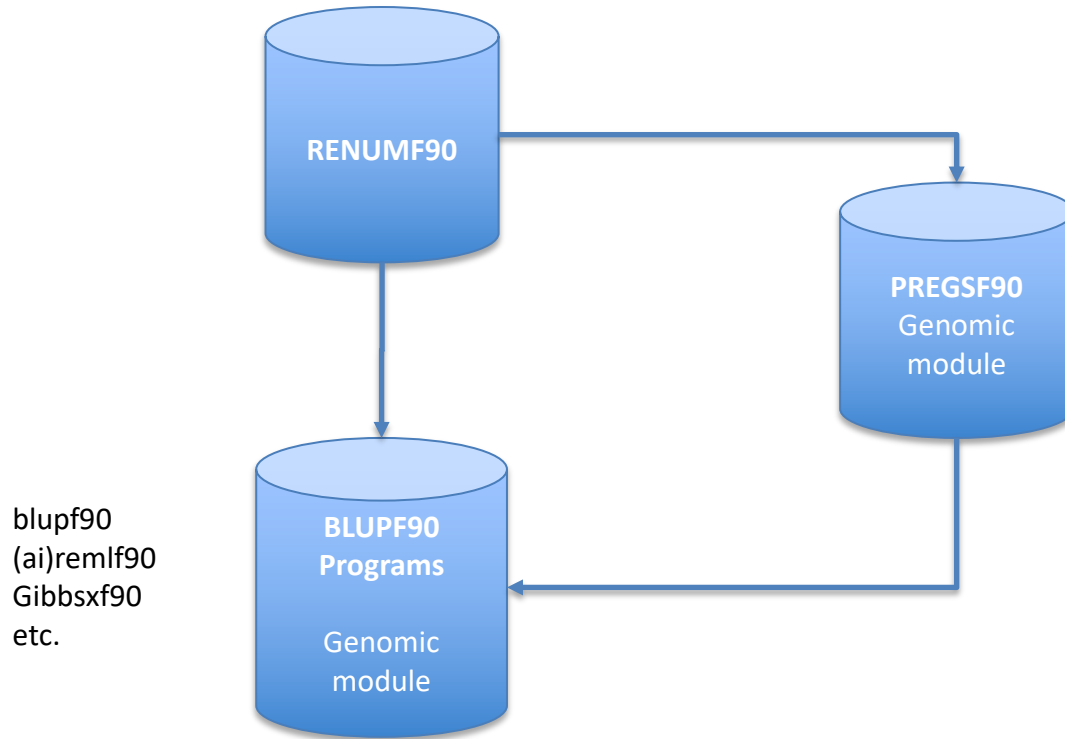 RENUMF90
PREGSF90
Genomic
module
blupf90
(ai)remlf90
Gibbsxf90
etc.
BLUPF90
Programs
Genomic
module